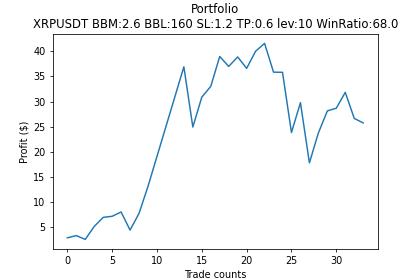 Portfolio
XRPUSDT BBM:2.6 BBL:160 SL:1.2 TP:0.6 lev:10 WinRatio:68.0
40
35
30
25
20
15
10
5
Profit ($)
0 5 10 15 20 25 30
Trade counts